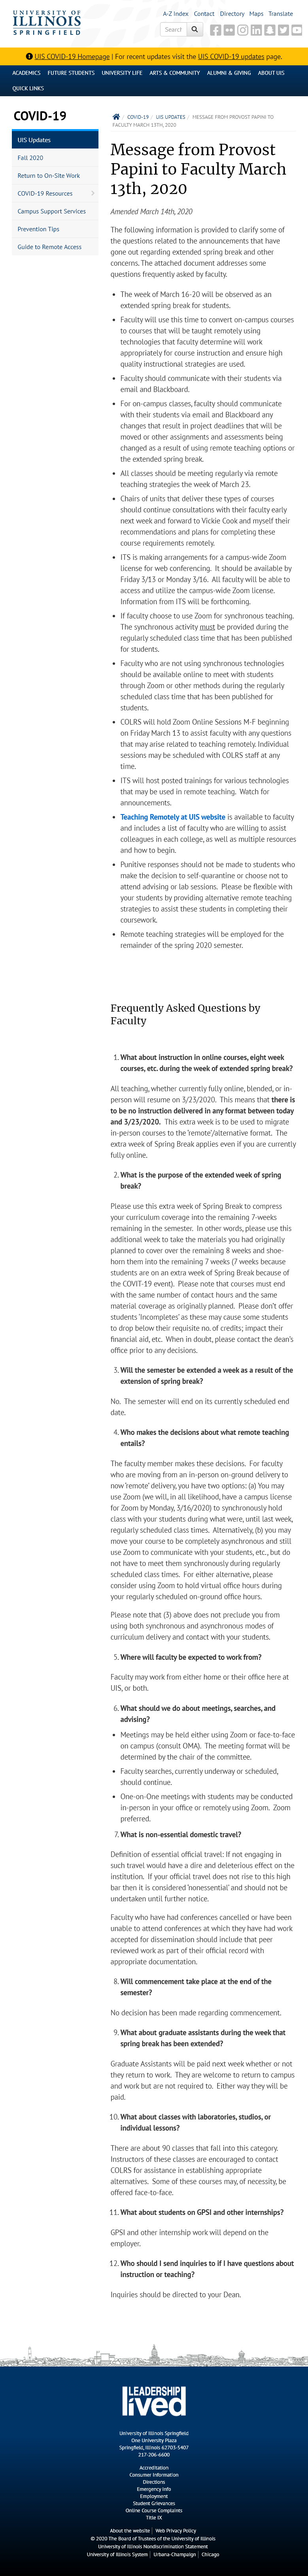 UNIVERSITY OF
ILLINOIS
SPRINGFIELD
A-Z Index Contact Directory Maps Translate
Search
UIS COVID-19 Homepage | For recent updates visit the UIS COVID-19 updates page.
ACADEMICS FUTURE STUDENTS UNIVERSITY LIFE ARTS & COMMUNITY ALUMNI & GIVING ABOUT UIS
QUICK LINKS
COVID-19
UIS Updates
Fall 2020
Return to On-Site Work
COVID-19 Resources
Campus Support Services
Prevention Tips
Guide to Remote Access
/ COVID-19 / UIS UPDATES / MESSAGE FROM PROVOST PAPINI TO
FACULTY MARCH 13TH, 2020
Message from Provost
Papini to Faculty March
13th, 2020
Amended March 14th, 2020
The following information is provided to clarify some of
the questions related to the announcements that have
gone out regarding extended spring break and other
concerns. The attached document addresses some
questions frequently asked by faculty.
• The week of March 16-20 will be observed as an
extended spring break for students.
• Faculty will use this time to convert on-campus courses
to courses that will be taught remotely using
technologies that faculty determine will work
appropriately for course instruction and ensure high
quality instructional strategies are used.
• Faculty should communicate with their students via
email and Blackboard.
• For on-campus classes, faculty should communicate
with their students via email and Blackboard any
changes that result in project deadlines being due or
movement of other assignments and assessments being
due. Allow yourself to use the remote teaching options or
the extended spring break.
• All classes should be meeting regularly via remote
teaching strategies the week of March 23.
• Chairs of units that deliver these types of courses
should continue consultations with their faculty early
next week and forward to Vickie Cook and myself their
recommendations and plans for completing these
course requirements remotely.
• ITS is making arrangements for a campus-wide Zoom
license for web conferencing. It should be available by
Friday 3/13 or Monday 3/16. All faculty will be able to
access and utilize the campus-wide Zoom license.
Information from ITS will be forthcoming.
• If faculty choose to use Zoom for synchronous teaching.
The synchronous activity must be provided during the
regularly scheduled class time that has been published
for students.
• Faculty who are not using synchronous technologies
should be available online to meet with students
through Zoom or other methods during the regularly
scheduled class time that has been published for
students.
• COLRS will hold Zoom Online Sessions M-F beginning
on Friday March 13 to assist faculty with any questions
they may have. Individual or more customized sessions
may be scheduled with COLRS staff at any
time.
• ITS will host posted trainings for various technologies
that may be used in remote teaching. Watch for
announcements.
• Teaching Remotely at UIS website is available to faculty
and includes a list of faculty who are willing to assist
colleagues in each college, as well as multiple resources
and how to begin.
• Punitive responses should not be made to students who
make the decision to self-quarantine or choose not to
attend advising or lab sessions. Please be flexible with
your students and provide appropriate remote teaching
strategies to assist these students in completing their
coursework.
• Remote teaching strategies will be employed for the
remainder of the spring 2020 semester.
Frequently Asked Questions by
Faculty
1. What about instruction in online courses, eight week
courses, etc. during the week of extended spring break?
All teaching, whether currently fully online, blended, or in-
person will resume on 3/23/2020. This means that there is
to be no instruction delivered in any format between today
and 3/23/2020. This extra week is to be used to migrate
in-person courses to the 'remote'/alternative format. The
extra week of Spring Break applies even if you are currently
fully online.
2. What is the purpose of the extended week of spring
break?
Please use this extra week of Spring Break to compress
your curriculum coverage into the remaining 7-weeks
remaining in the semester. In other words, please use this
additional week to cover what you had originally planned
to cover over the remaining 8 weeks and shoe-
horn them into the remaining 7 weeks (7 weeks because
originally we are on an extra week of Spring Break because
of the COVIT-19 event). Please note that courses must end
with the same number of contact hours and the same
material coverage as originally planned. Please don't offer
students 'Incompletes' as this may cause some students to
drop below their requisite no. of credits; impact their
financial aid, etc. When in doubt, please contact the dean's
office prior to any decisions.
3. Will the semester be extended a week as a result of the
extension of spring break?
No. The semester will end on its currently scheduled end
date.
4. Who makes the decisions about what remote teaching
entails?
The faculty member makes these decisions. For faculty
who are moving from an in-person on-ground delivery to
now 'remote' delivery, you have two options: (a) You may
use Zoom (we will, in all likelihood, have a campus license
for Zoom by Monday, 3/16/2020) to synchronously hold
class with your students during what were, until last week,
regularly scheduled class times. Alternatively, (b) you may
move your course to be completely asynchronous and still
use Zoom to communicate with your students, etc., but do
not have to meet them synchronously during regularly
scheduled class times. For either alternative, please
consider using Zoom to hold virtual office hours during
your regularly scheduled on-ground office hours.
Please note that (3) above does not preclude you from
using both synchronous and asynchronous modes of
curriculum delivery and contact with your students.
5. Where will faculty be expected to work from?
Faculty may work from either home or their office here at
UIS, or both.
6. What should we do about meetings, searches, and
advising?
• Meetings may be held either using Zoom or face-to-face
on campus (consult OMA). The meeting format will be
determined by the chair of the committee.
• Faculty searches, currently underway or scheduled,
should continue.
• One-on-One meetings with students may be conducted
in-person in your office or remotely using Zoom. Zoom
preferred.
7. What is non-essential domestic travel?
Definition of essential official travel: If not engaging in
such travel would have a dire and deleterious effect on the
institution. If your official travel does not rise to this high
mark then it is considered 'nonessential' and should not be
undertaken until further notice.
Faculty who have had conferences cancelled or have been
unable to attend conferences at which they have had work
accepted for dissemination should include that peer
reviewed work as part of their official record with
appropriate documentation.
8. Will commencement take place at the end of the
semester?
No decision has been made regarding commencement.
9. What about graduate assistants during the week that
spring break has been extended?
Graduate Assistants will be paid next week whether or not
they return to work. They are welcome to return to campus
but are not required to. Either way they will be
paid.
10. What about classes with laboratories, studios, or
individual lessons?
There are about 90 classes that fall into this category.
Instructors of these classes are encouraged to contact
COLRS for assistance in establishing appropriate
alternatives. Some of these courses may, of necessity, be
offered face-to-face.
11. What about students on GPSI and other internships?
GPSI and other internship work will depend on the
employer.
12. Who should I send inquiries to if I have questions about
instruction or teaching?
Inquiries should be directed to your Dean.
LEADERSHIP
lived
University of Illinois Springfield
One University Plaza
Springfield, Illinois 62703-5407
217-206-6600
Accreditation
Consumer Information
Directions
Emergency Info
Employment
Student Grievances
Online Course Complaints
Title IX
About the website | Web Privacy Policy
© 2020 The Board of Trustees of the University of Illinois
University of Illinois Nondiscrimination Statement
University of Illinois System | Urbana-Champaign | Chicago